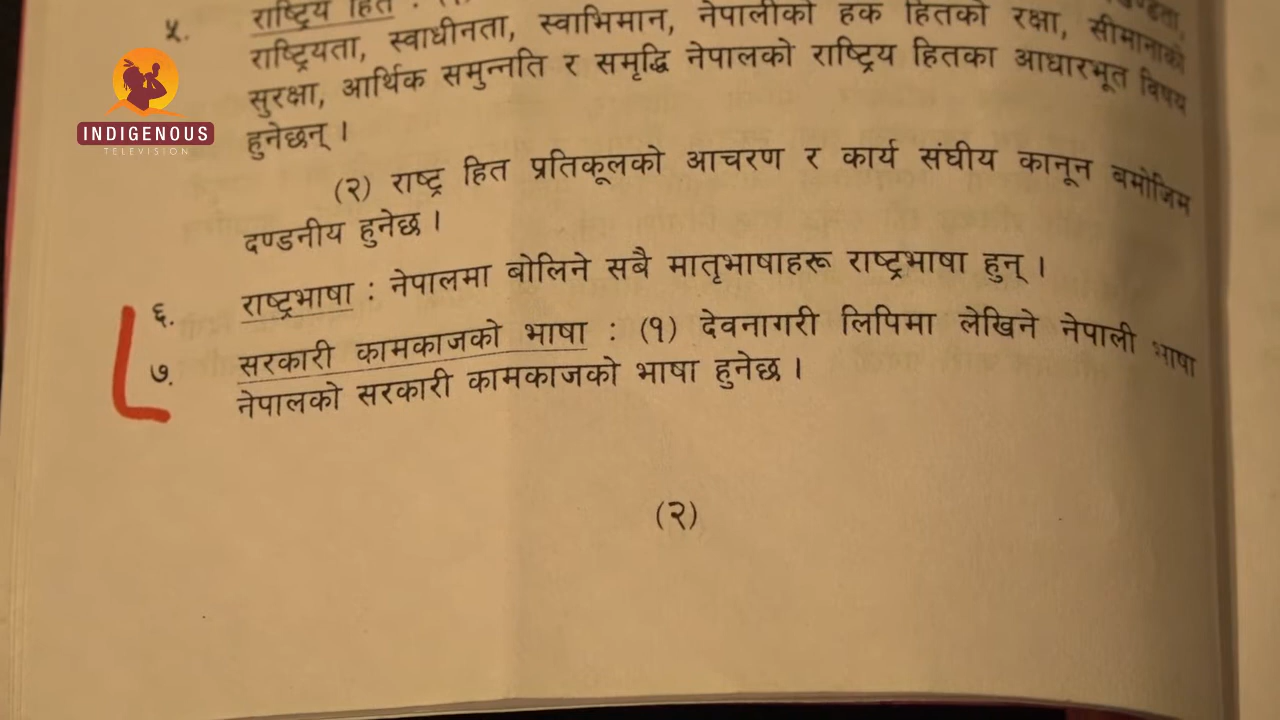 INDIGENOUS
TELEVISION
५. राष्ट्रिय हित :
राष्ट्रियता, स्वाधीनता, स्वाभिमान, नेपालीको हक हितको रक्षा, सीमानाको
सुरक्षा, आर्थिक समुन्नति र समृद्धि नेपालको राष्ट्रिय हितका आधारभूत विषय
हुनेछन् ।
(२) राष्ट्र हित प्रतिकूलको आचरण र कार्य संघीय कानून बमोजिम
दण्डनीय हुनेछ ।
६. राष्ट्रभाषा : नेपालमा बोलिने सबै मातृभाषाहरू राष्ट्रभाषा हुन् ।
७. सरकारी कामकाजको भाषा : (१) देवनागरी लिपिमा लेखिने नेपाली भाषा
नेपालको सरकारी कामकाजको भाषा हुनेछ ।
(२)